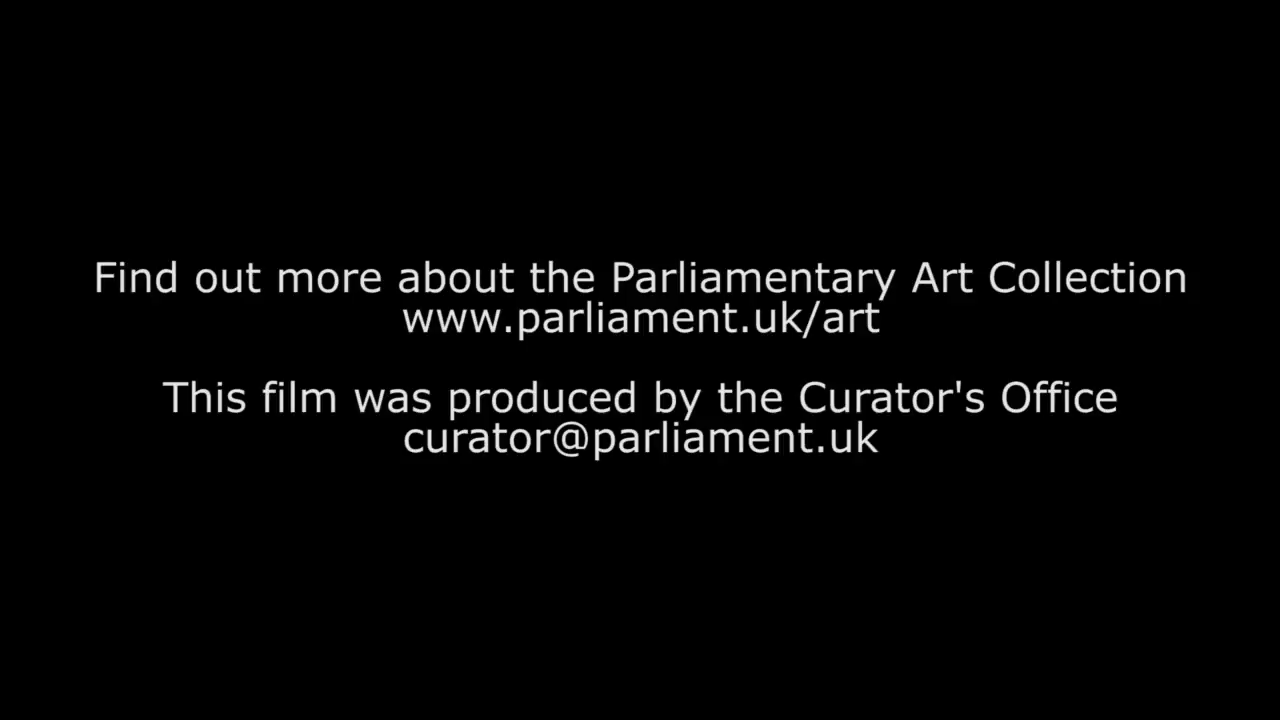 Find out more about the Parliamentary Art Collection
www.parliament.uk/art
This film was produced by the Curator's Office
curator@parliament.uk